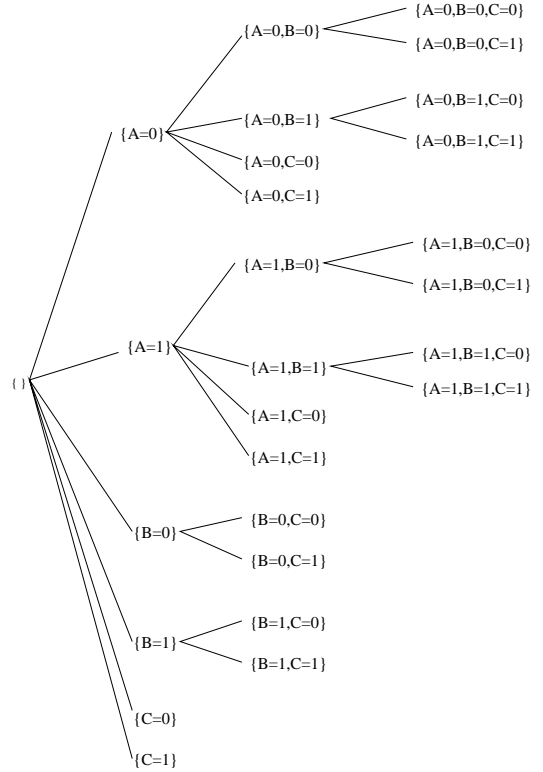 {A=0,B=0,C=0}
{A=0,B=0}
{A=0,B=0,C=1}
{A=0,B=1,C=0}
{A=0,B=1}
{A=0}
{A=0,B=1,C=1}
{A=0,C=0}
{A=0,C=1}
{A=1,B=0,C=0}
{A=1,B=0}
{A=1,B=0,C=1}
{A=1}
{A=1,B=1,C=0}
{A=1,B=1}
{ }
{A=1,B=1,C=1}
{A=1,C=0}
{A=1,C=1}
{B=0,C=0}
{B=0}
{B=0,C=1}
{B=1,C=0}
{B=1}
{B=1,C=1}
{C=0}
{C=1}